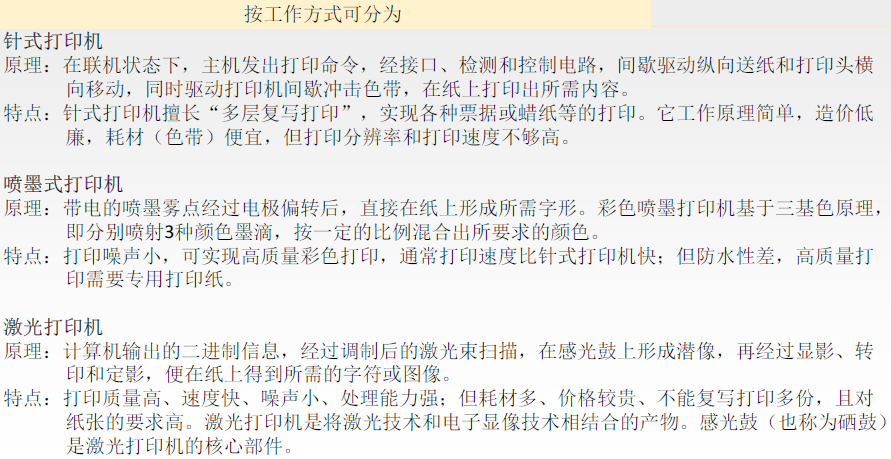 按工作方式可分为
针式打印机
原理：在联机状态下，主机发出打印命令，经接口、检测和控制电路，间歇驱动纵向送纸和打印头横
向移动，同时驱动打印机间歇冲击色带，在纸上打印出所需内容。
特点：针式打印机擅长“多层复写打印”，实现各种票据或蜡纸等的打印。它工作原理简单，造价低
廉，耗材（色带）便宜，但打印分辨率和打印速度不够高。
喷墨式打印机
原理：带电的喷墨雾点经过电极偏转后，直接在纸上形成所需字形。彩色喷墨打印机基于三基色原理，
即分别喷射3种颜色墨滴，按一定的比例混合出所要求的颜色。
特点：打印噪声小，可实现高质量彩色打印，通常打印速度比针式打印机快；但防水性差，高质量打
印需要专用打印纸。
激光打印机
原理：计算机输出的二进制信息，经过调制后的激光束扫描，在感光鼓上形成潜像，再经过显影、转
印和定影，便在纸上得到所需的字符或图像。
特点：打印质量高、速度快、噪声小、处理能力强；但耗材多、价格较贵、不能复写打印多份，且对
纸张的要求高。激光打印机是将激光技术和电子显像技术相结合的产物。感光鼓（也称为硒鼓）
是激光打印机的核心部件。